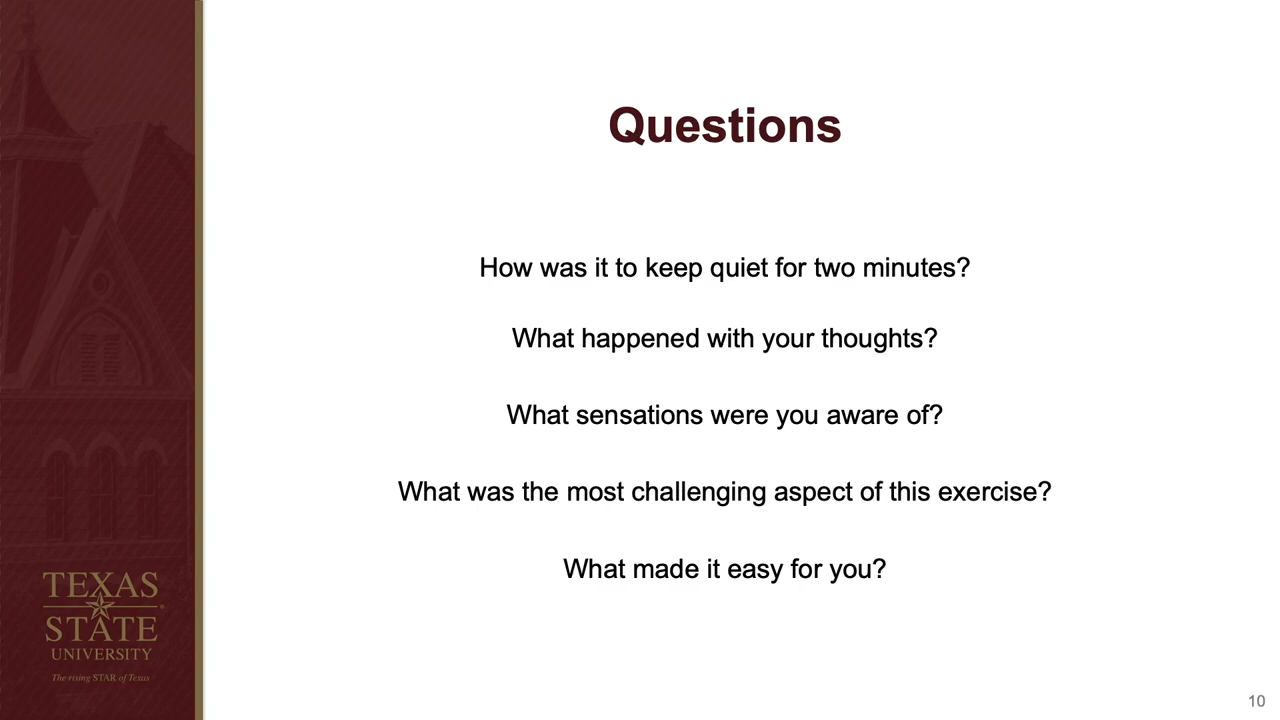 Questions
How was it to keep quiet for two minutes?
What happened with your thoughts?
What sensations were you aware of?
What was the most challenging aspect of this exercise?
What made it easy for you?
TEXAS
STATE
UNIVERSITY
The rising STAR of Texas
10